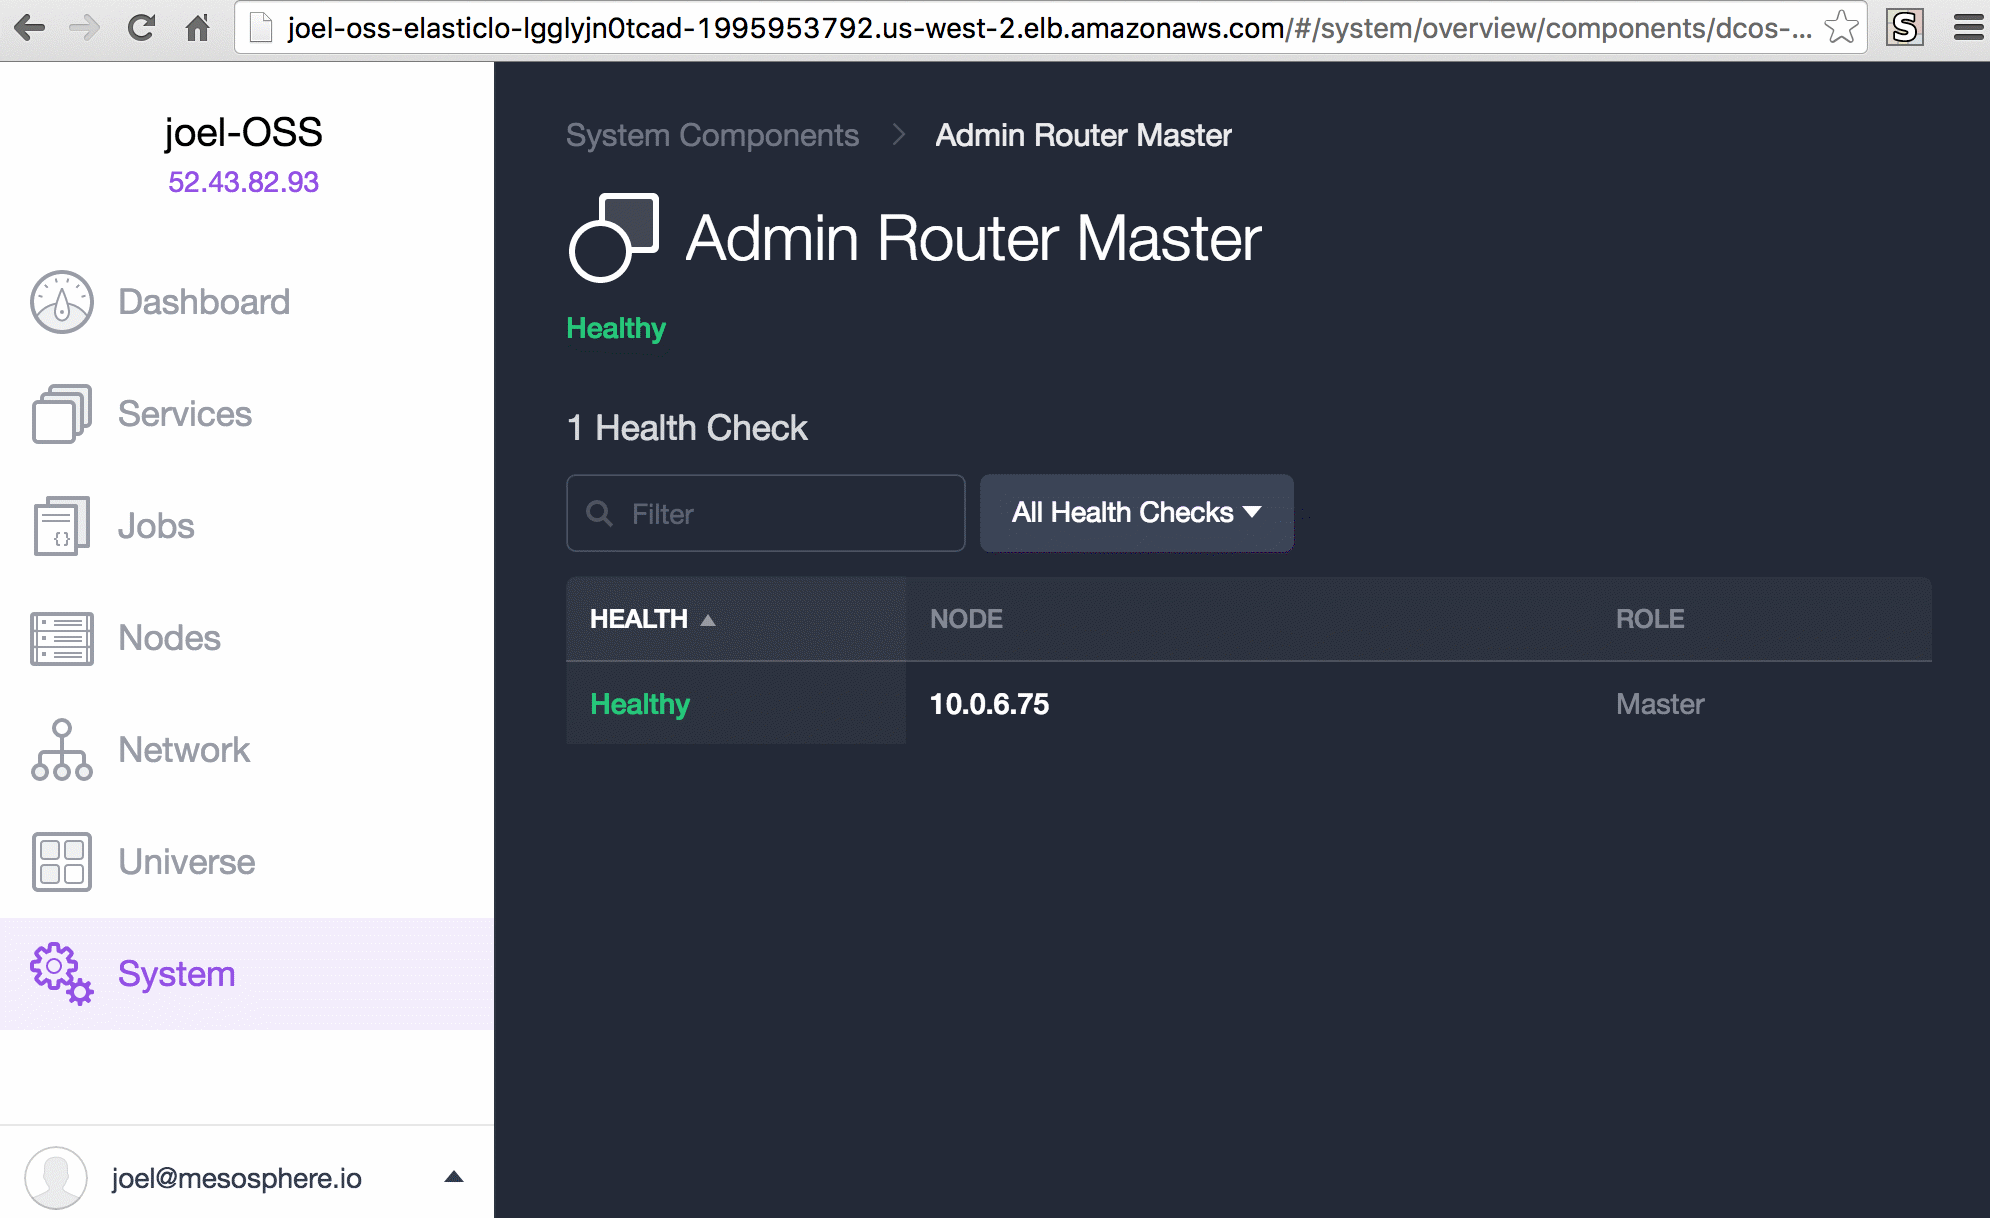 joel-oss-elasticlo-lgglyjn0tcad-1995953792.us-west-2.elb.amazonaws.com/#/system/overview/components/dcos-...
S
joel-OSS
52.43.82.93
Dashboard
Services
Jobs
Nodes
Network
Universe
System
joel@mesosphere.io
System Components > Admin Router Master
Admin Router Master
Healthy
1 Health Check
Filter
All Health Checks
HEALTH NODE ROLE
Healthy 10.0.6.75 Master